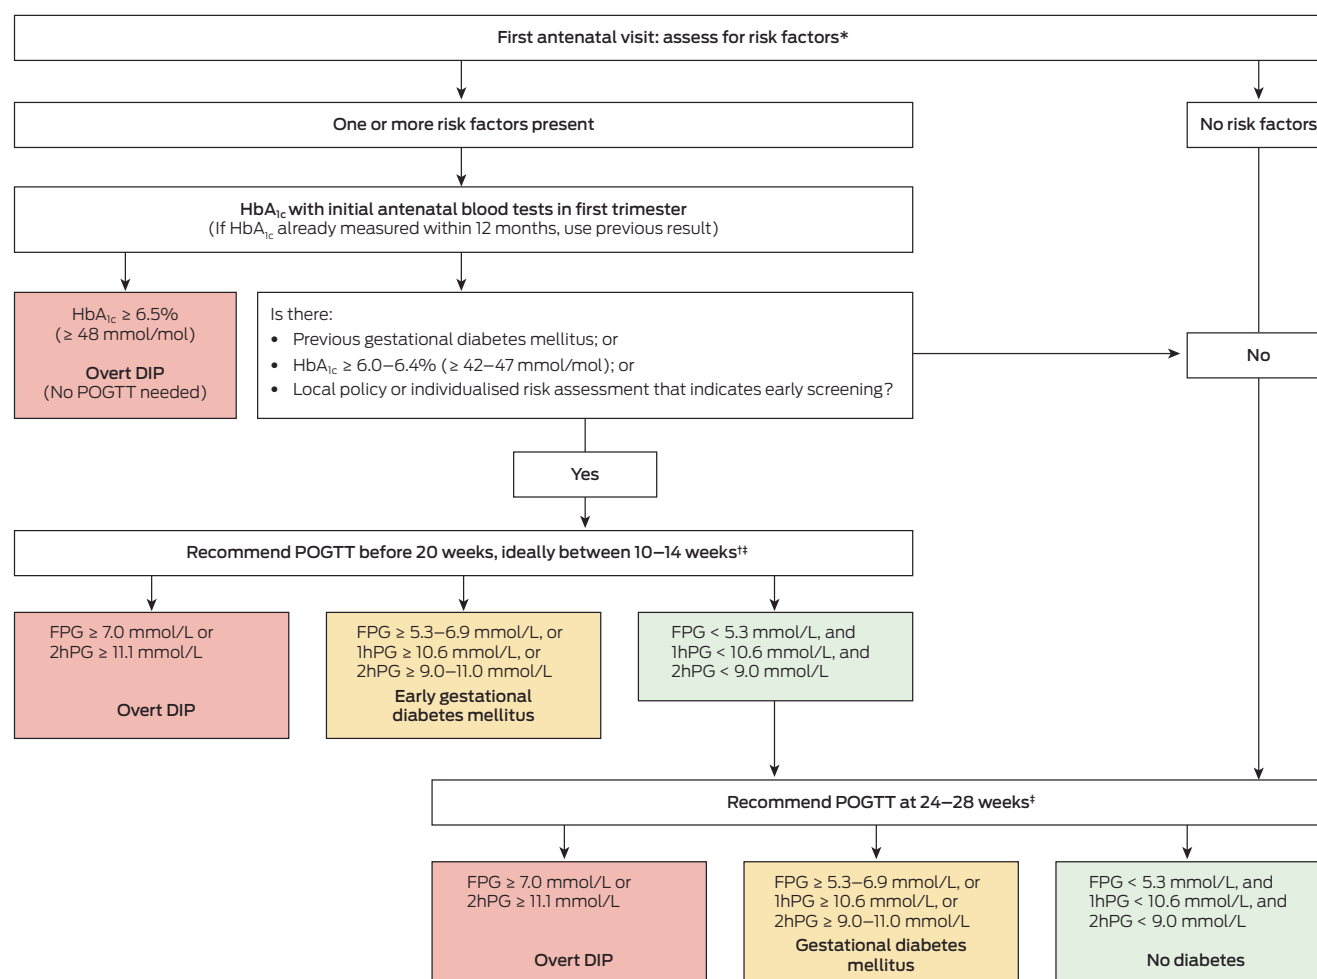 First antenatal visit: assess for risk factors*
One or more risk factors present
No risk factors
HbA1c with initial antenatal blood tests in first trimester
(If HbA1c already measured within 12 months, use previous result)
HbA1c ≥ 6.5%
(≥ 48 mmol/mol)
Overt DIP
(No POGTT needed)
Is there:
• Previous gestational diabetes mellitus; or
• HbA1c ≥ 6.0–6.4% (≥ 42–47 mmol/mol); or
• Local policy or individualised risk assessment that indicates early screening?
No
Yes
Recommend POGTT before 20 weeks, ideally between 10–14 weeks†‡
FPG ≥ 7.0 mmol/L or
2hPG ≥ 11.1 mmol/L
Overt DIP
FPG ≥ 5.3–6.9 mmol/L, or
1hPG ≥ 10.6 mmol/L, or
2hPG ≥ 9.0–11.0 mmol/L
Early gestational
diabetes mellitus
FPG < 5.3 mmol/L, and
1hPG < 10.6 mmol/L, and
2hPG < 9.0 mmol/L
Recommend POGTT at 24–28 weeks‡
FPG ≥ 7.0 mmol/L or
2hPG ≥ 11.1 mmol/L
Overt DIP
FPG ≥ 5.3–6.9 mmol/L, or
1hPG ≥ 10.6 mmol/L, or
2hPG ≥ 9.0–11.0 mmol/L
Gestational diabetes
mellitus
FPG < 5.3 mmol/L, and
1hPG < 10.6 mmol/L, and
2hPG < 9.0 mmol/L
No diabetes